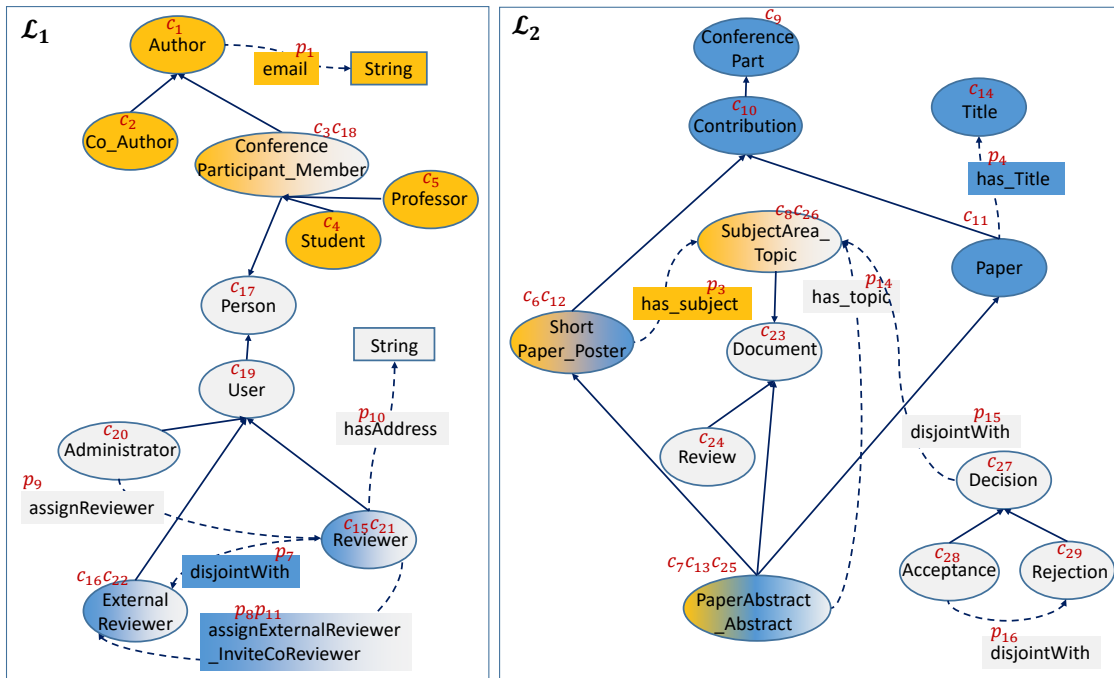 ℒ₁
c₁
Author
p₁
email
String
c₂
Co_Author
c₃c₁₈
Conference
Participant_Member
c₅
Professor
c₄
Student
c₁₇
Person
String
c₁₉
User
p₁₀
hasAddress
c₂₀
Administrator
p₉
assignReviewer
c₁₅c₂₁
Reviewer
p₇
disjointWith
c₁₆c₂₂
External
Reviewer
p₈p₁₁
assignExternalReviewer
_InviteCoReviewer
ℒ₂
c₉
Conference
Part
c₁₀
Contribution
c₁₄
Title
p₄
has_Title
c₁₁
Paper
c₈c₂₆
SubjectArea_
Topic
p₃
has_subject
p₁₄
has_topic
c₆c₁₂
Short
Paper_Poster
c₂₃
Document
c₂₄
Review
p₁₅
disjointWith
c₂₇
Decision
c₂₈
Acceptance
c₂₉
Rejection
c₇c₁₃c₂₅
PaperAbstract
_Abstract
p₁₆
disjointWith